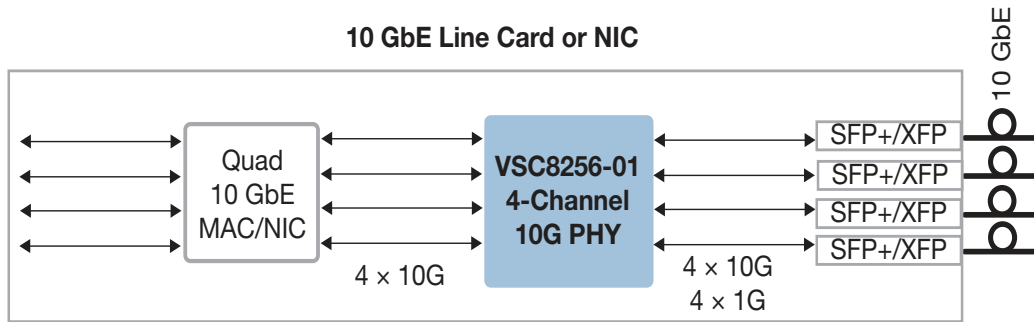 10 GbE Line Card or NIC
10 GbE
Quad
10 GbE
MAC/NIC
VSC8256-01
4-Channel
10G PHY
SFP+/XFP
SFP+/XFP
SFP+/XFP
SFP+/XFP
4 × 10G
4 × 10G
4 × 1G